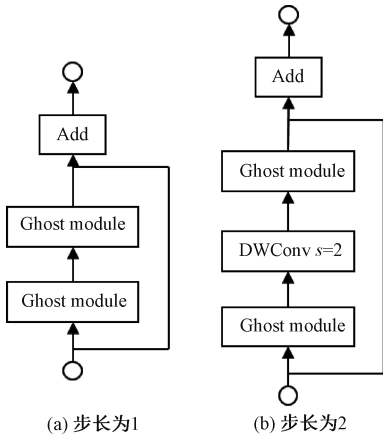 Add
Ghost module
Ghost module
(a) 步长为1
Add
Ghost module
DWConv s=2
Ghost module
(b) 步长为2